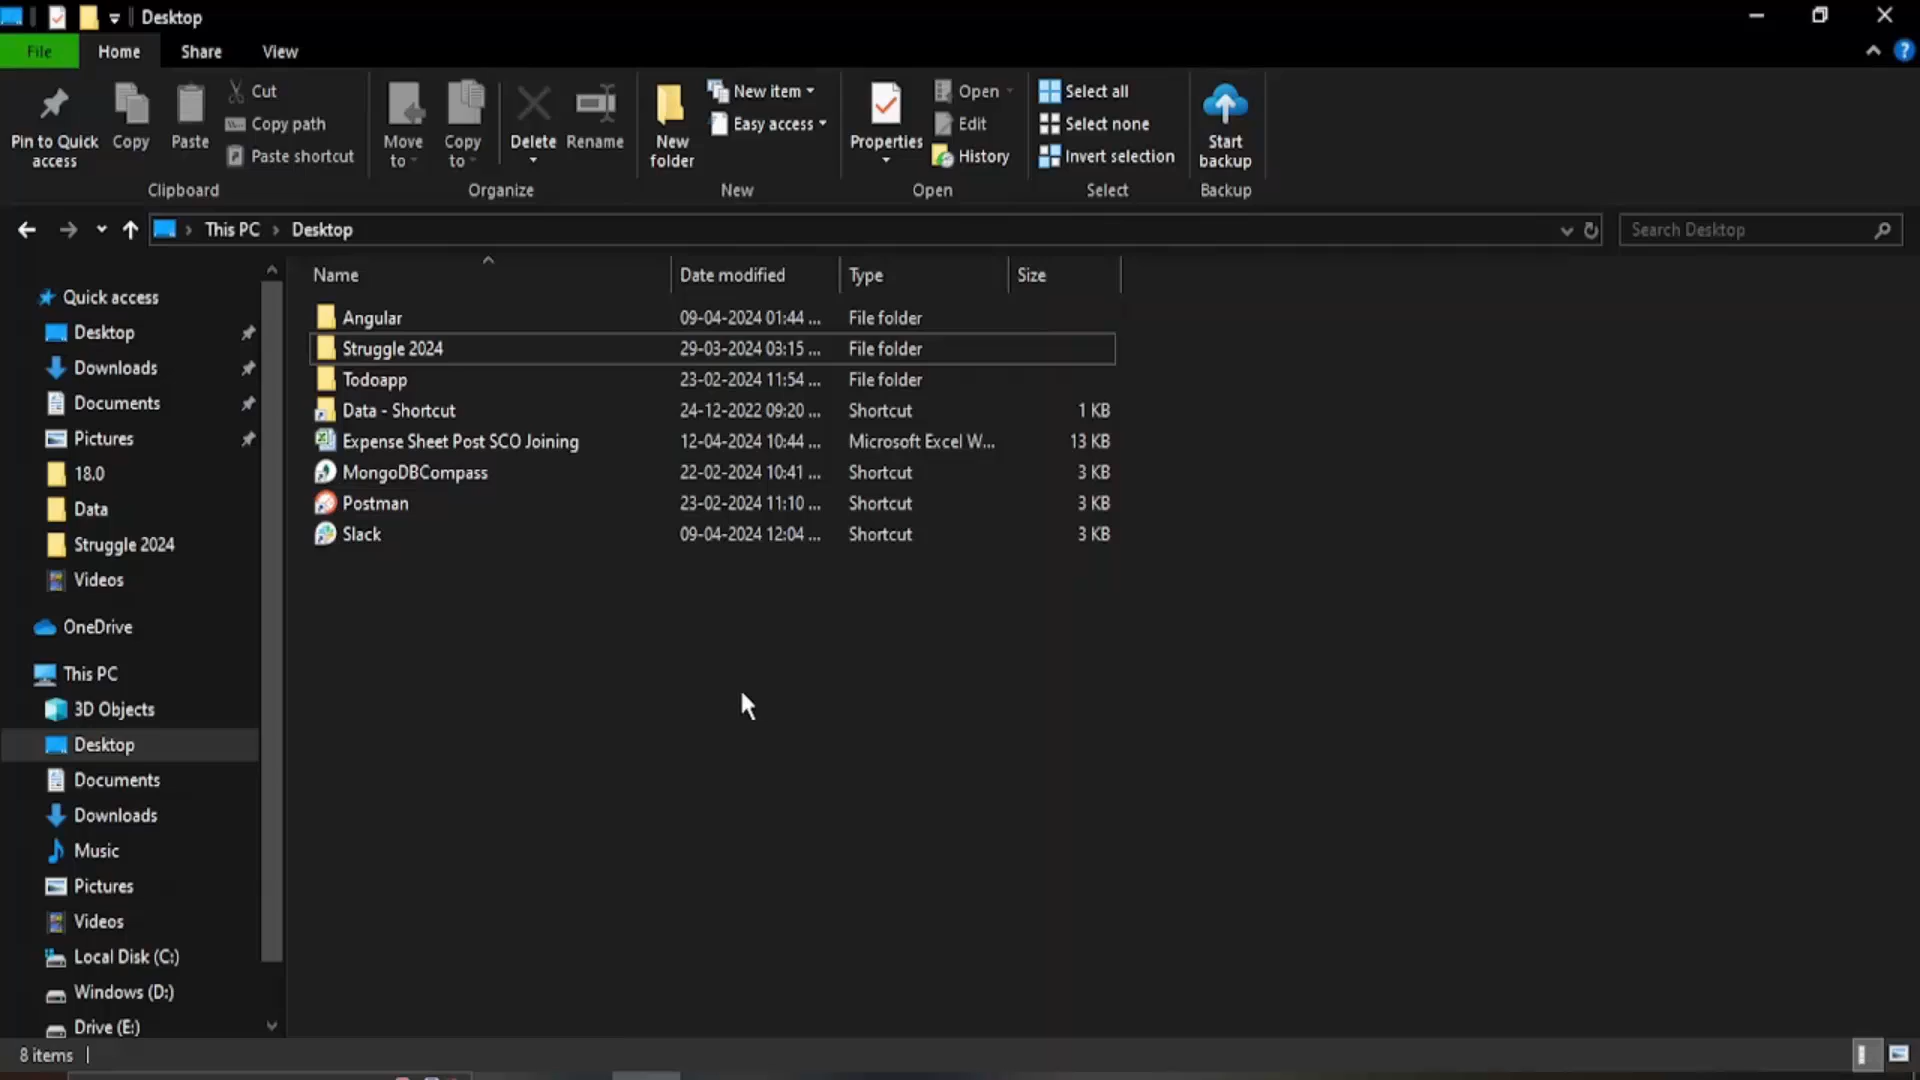 Desktop
File Home Share View
Pin to Quick access
Copy
Paste
Cut
Copy path
Paste shortcut
Clipboard
Move to
Copy to
Delete
Rename
Organize
New folder
New item
Easy access
New
Properties
Open
Edit
History
Open
Select all
Select none
Invert selection
Select
Start backup
Backup
This PC > Desktop
Search Desktop
Quick access
Desktop
Downloads
Documents
Pictures
18.0
Data
Struggle 2024
Videos
OneDrive
This PC
3D Objects
Desktop
Documents
Downloads
Music
Pictures
Videos
Local Disk (C:)
Windows (D:)
Drive (E:)
Name Date modified Type Size
Angular 09-04-2024 01:44 ... File folder
Struggle 2024 29-03-2024 03:15 ... File folder
Todoapp 23-02-2024 11:54 ... File folder
Data - Shortcut 24-12-2022 09:20 ... Shortcut 1 KB
Expense Sheet Post SCO Joining 12-04-2024 10:44 ... Microsoft Excel W... 13 KB
MongoDBCompass 22-02-2024 10:41 ... Shortcut 3 KB
Postman 23-02-2024 11:10 ... Shortcut 3 KB
Slack 09-04-2024 12:04 ... Shortcut 3 KB
8 items